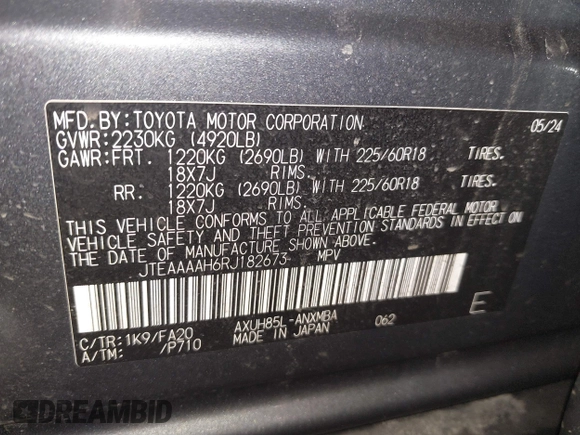 MFD.BY:TOYOTA MOTOR CORPORATION 05/24
GVWR:2230KG (4920LB)
GAWR:FRT. 1220KG (2690LB) WITH 225/60R18 TIRES.
18X7J RIMS.
RR. 1220KG (2690LB) WITH 225/60R18 TIRES.
18X7J RIMS.
THIS VEHICLE CONFORMS TO ALL APPLICABLE FEDERAL MOTOR
VEHICLE SAFETY AND THEFT PREVENTION STANDARDS IN EFFECT ON
THE DATE OF MANUFACTURE SHOWN ABOVE.
JTEAAAAH6RJ182673 MPV
E
C/TR:1K9/FA20 AXUH85L-ANXMBA 062
A/TM: /P710 MADE IN JAPAN
DREAMBID